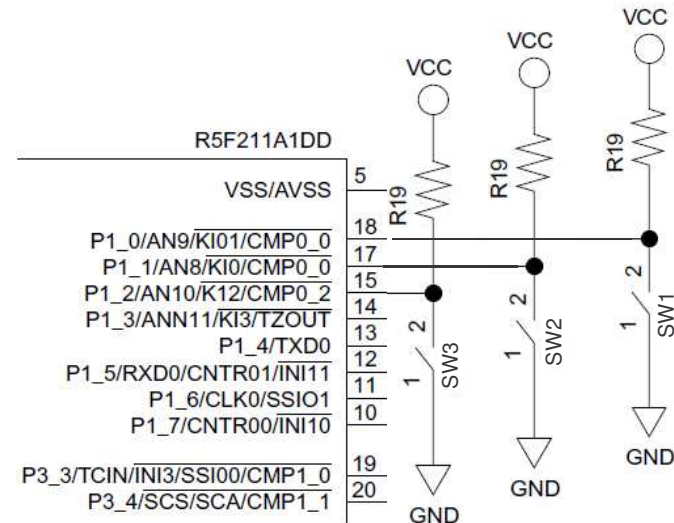 VCC
VCC
VCC
R5F211A1DD
R19
R19
R19
VSS/AVSS
5
P1_0/AN9/KI01/CMP0_0
18
P1_1/AN8/KI0/CMP0_0
17
P1_2/AN10/K12/CMP0_2
15
P1_3/ANN11/KI3/TZOUT
14
P1_4/TXD0
13
P1_5/RXD0/CNTR01/INI11
12
P1_6/CLK0/SSIO1
11
P1_7/CNTR00/INI10
10
P3_3/TCIN/INI3/SSI00/CMP1_0
19
P3_4/SCS/SCA/CMP1_1
20
2
1
SW3
2
1
SW2
2
1
SW1
GND
GND
GND